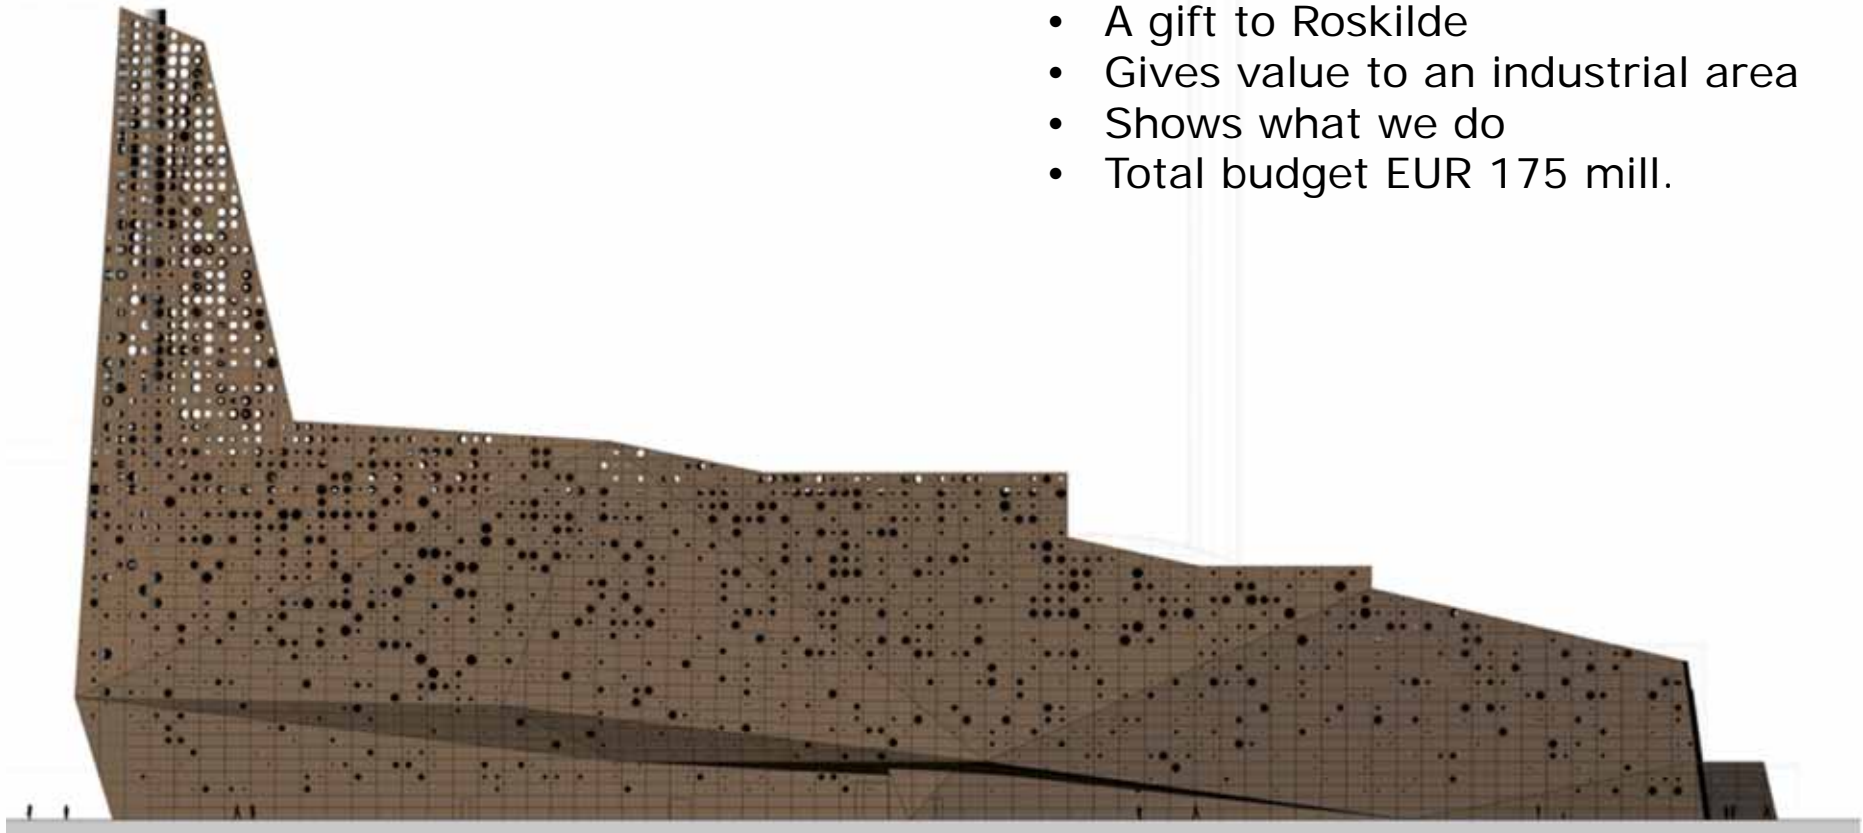 • A gift to Roskilde
• Gives value to an industrial area
• Shows what we do
• Total budget EUR 175 mill.